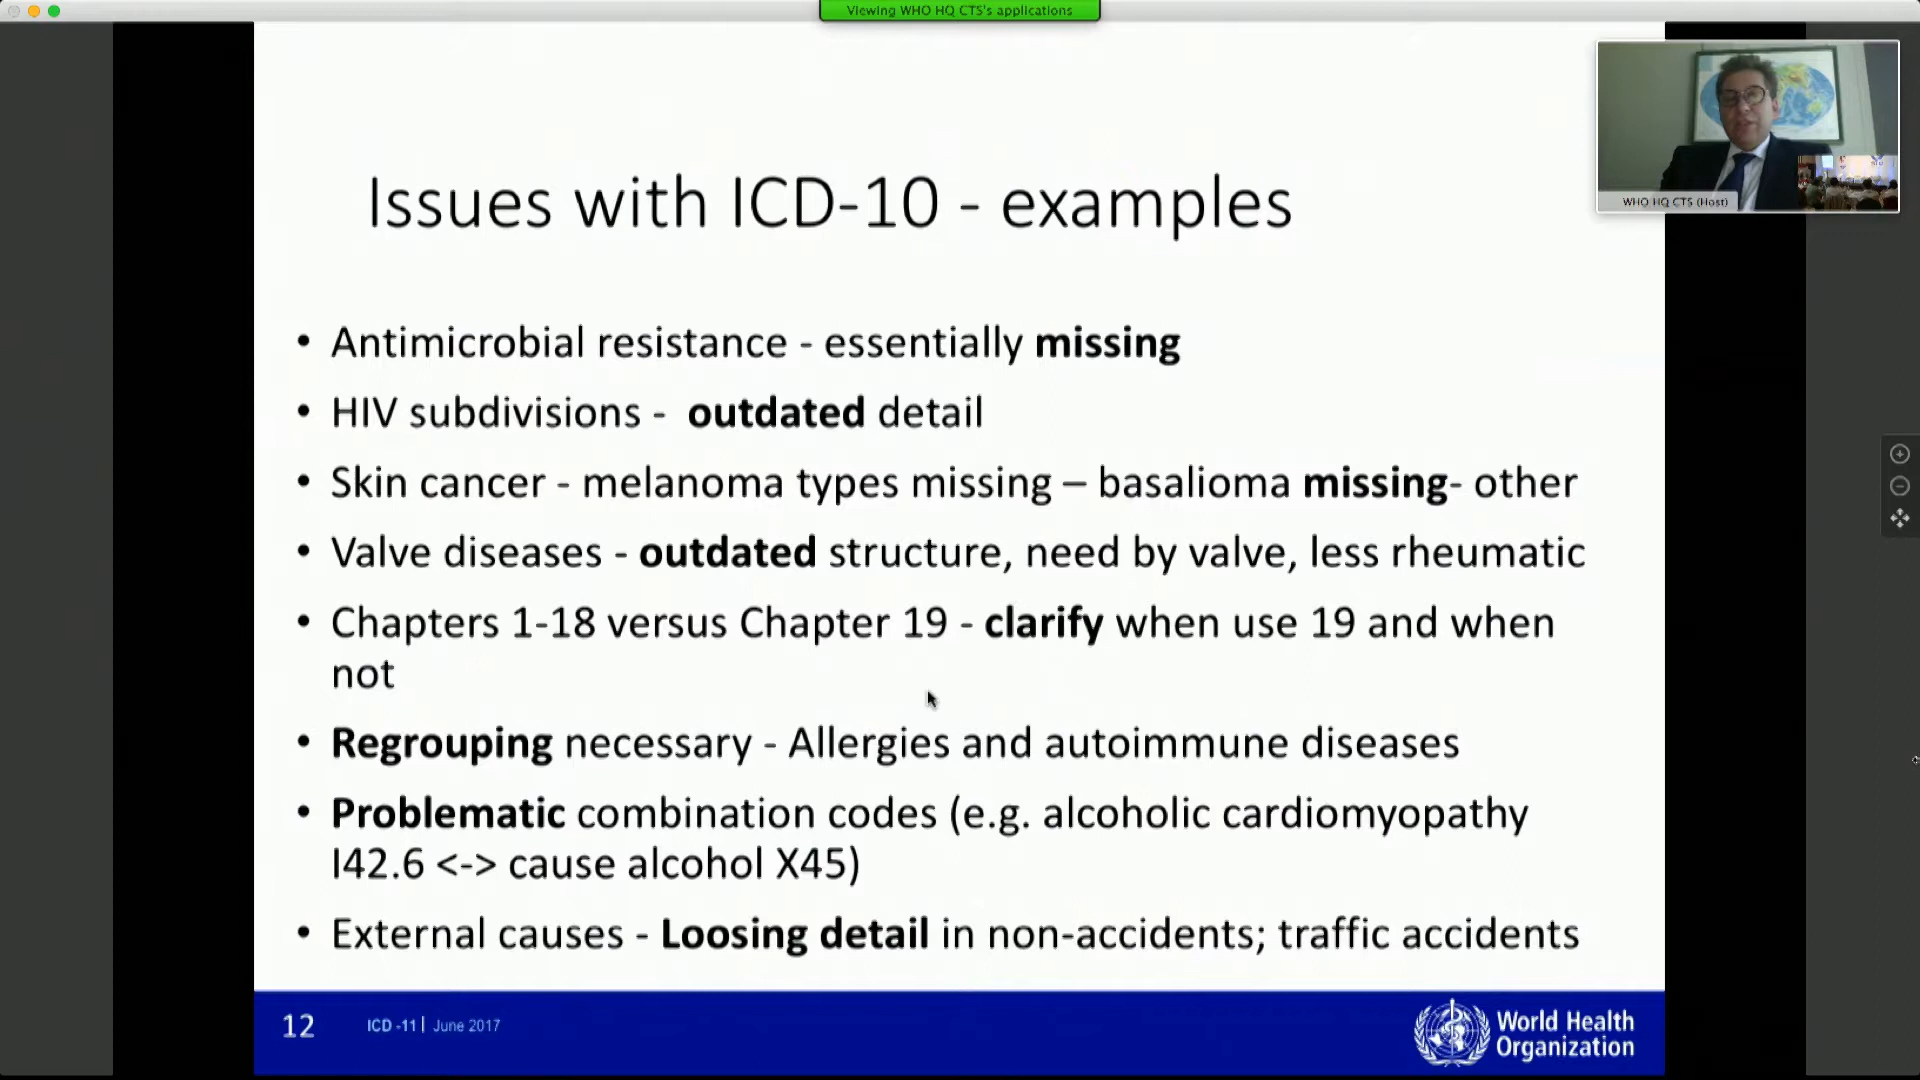 Viewing WHO HQ CTS's applications
WHO HQ CTS (Host)
Issues with ICD-10 - examples
• Antimicrobial resistance - essentially missing
• HIV subdivisions - outdated detail
• Skin cancer - melanoma types missing – basalioma missing- other
• Valve diseases - outdated structure, need by valve, less rheumatic
• Chapters 1-18 versus Chapter 19 - clarify when use 19 and when
not
• Regrouping necessary - Allergies and autoimmune diseases
• Problematic combination codes (e.g. alcoholic cardiomyopathy
I42.6 <-> cause alcohol X45)
• External causes - Loosing detail in non-accidents; traffic accidents
12
ICD -11 | June 2017
World Health
Organization